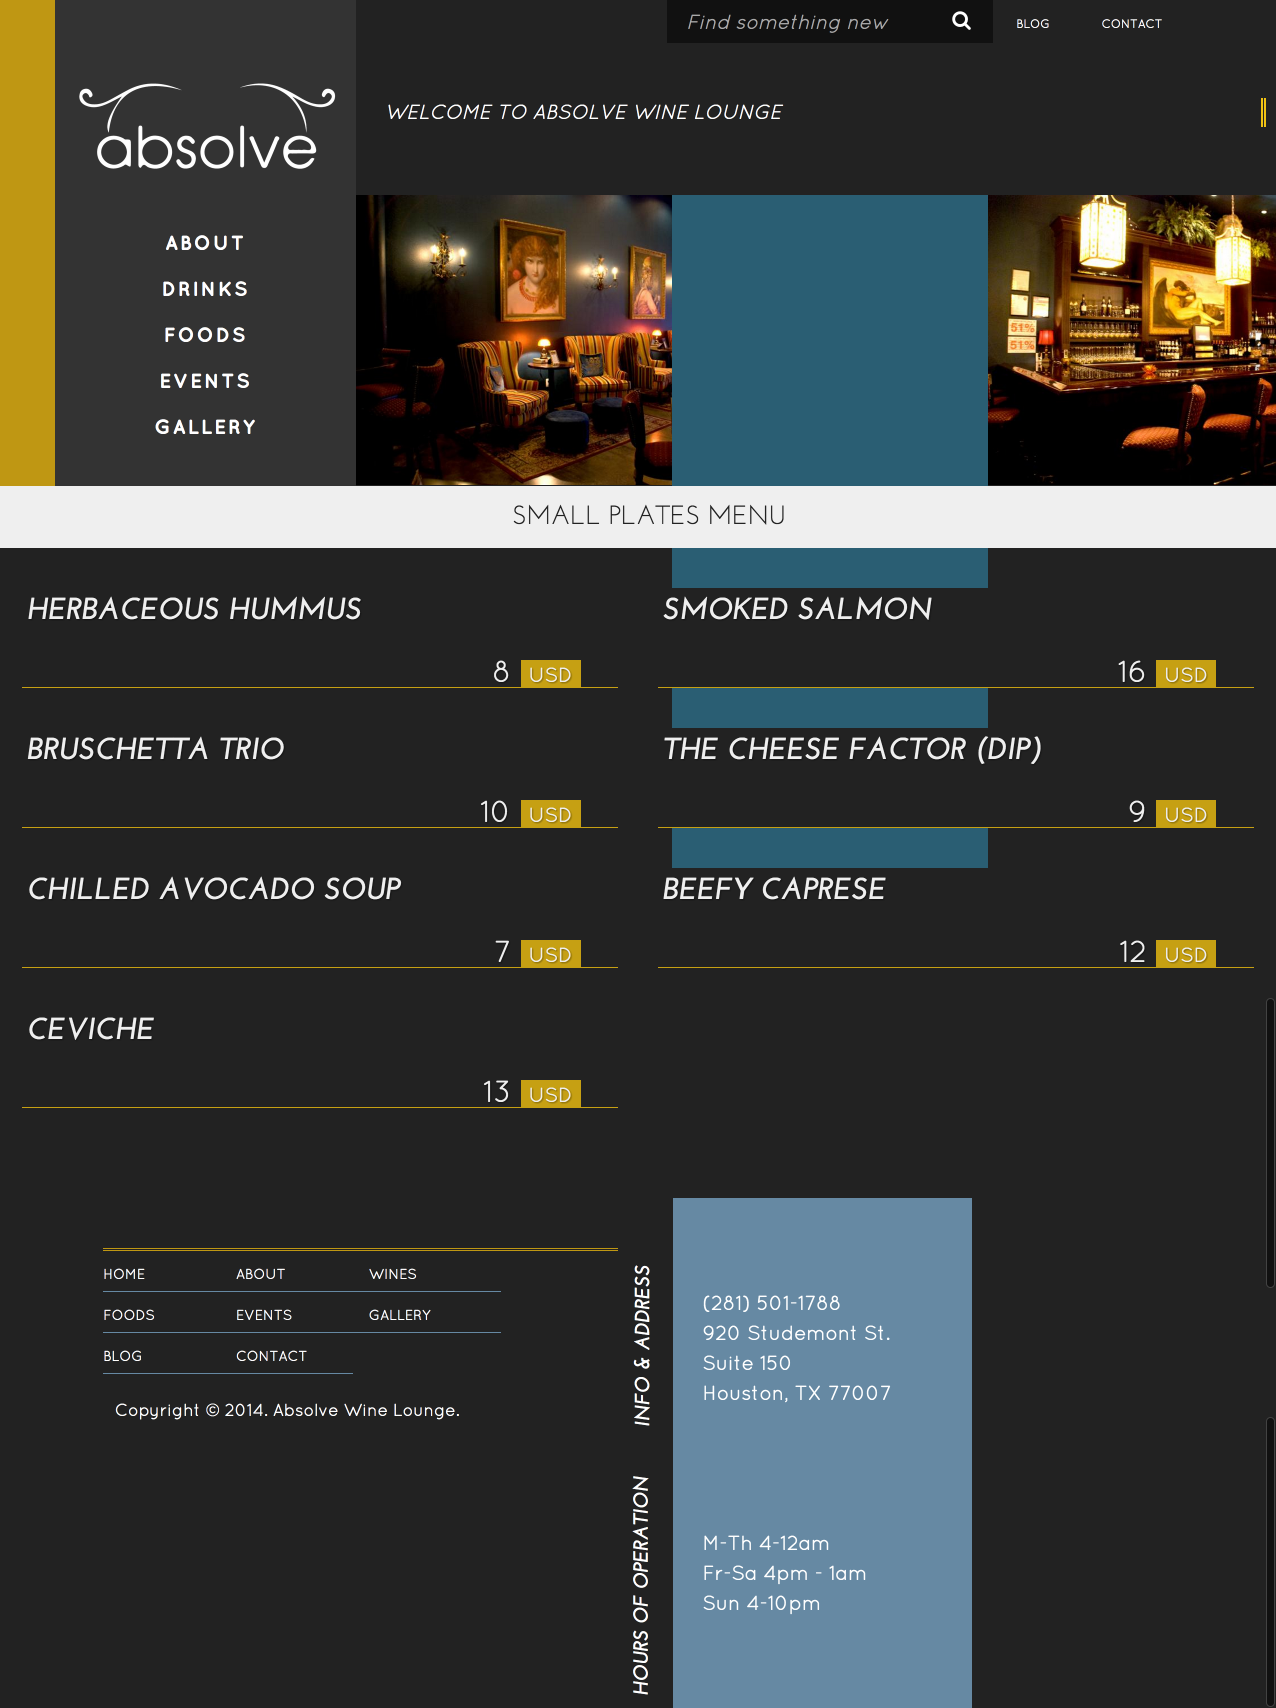 Find something new
BLOG
CONTACT
absolve
WELCOME TO ABSOLVE WINE LOUNGE
ABOUT
DRINKS
FOODS
EVENTS
GALLERY
51%
51%
SMALL PLATES MENU
HERBACEOUS HUMMUS
8 USD
SMOKED SALMON
16 USD
BRUSCHETTA TRIO
10 USD
THE CHEESE FACTOR (DIP)
9 USD
CHILLED AVOCADO SOUP
7 USD
BEEFY CAPRESE
12 USD
CEVICHE
13 USD
HOME ABOUT WINES
FOODS EVENTS GALLERY
BLOG CONTACT
Copyright © 2014. Absolve Wine Lounge.
INFO & ADDRESS
(281) 501-1788
920 Studemont St.
Suite 150
Houston, TX 77007
HOURS OF OPERATION
M-Th 4-12am
Fr-Sa 4pm - 1am
Sun 4-10pm